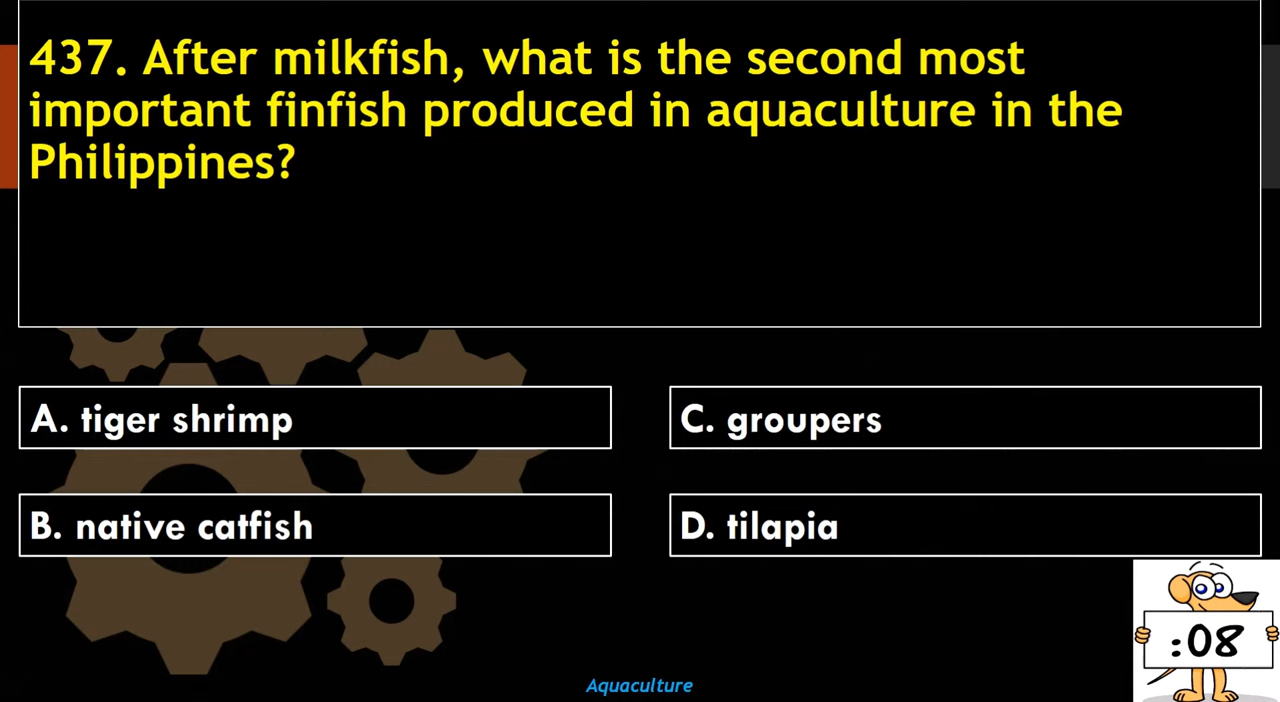 437. After milkfish, what is the second most
important finfish produced in aquaculture in the
Philippines?
A. tiger shrimp
C. groupers
B. native catfish
D. tilapia
:08
Aquaculture